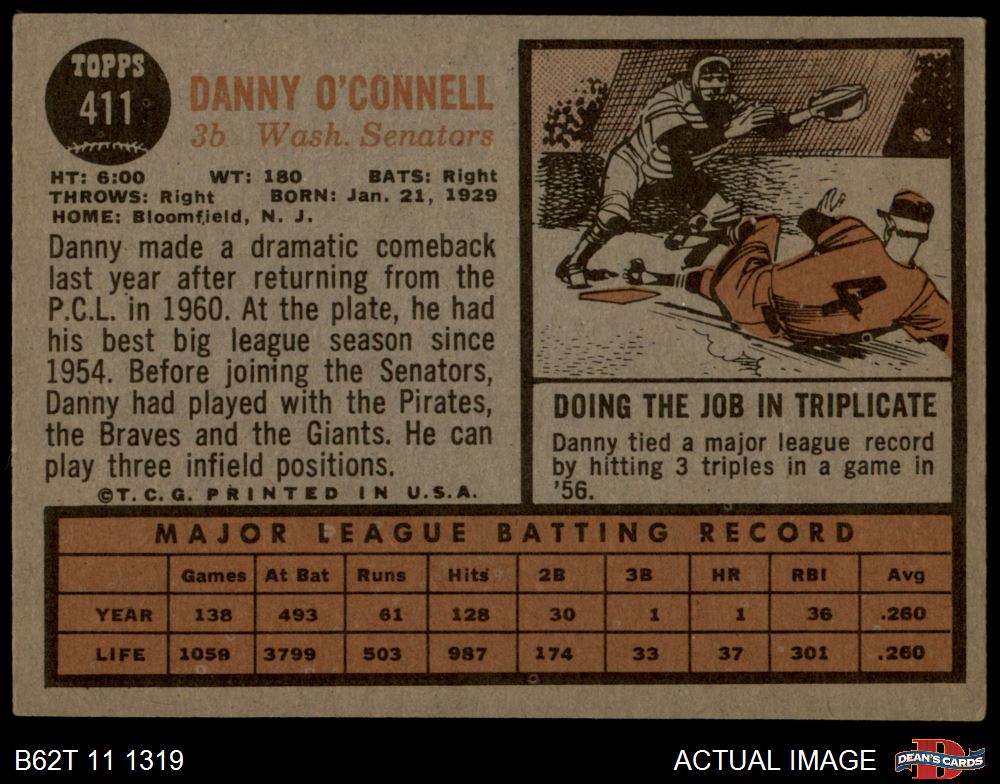 TOPPS
411
DANNY O'CONNELL
3b Wash. Senators
HT: 6:00 WT: 180 BATS: Right
THROWS: Right BORN: Jan. 21, 1929
HOME: Bloomfield, N. J.
Danny made a dramatic comeback
last year after returning from the
P.C.L. in 1960. At the plate, he had
his best big league season since
1954. Before joining the Senators,
Danny had played with the Pirates,
the Braves and the Giants. He can
play three infield positions.
©T.C.G. PRINTED IN U.S.A.
4
DOING THE JOB IN TRIPLICATE
Danny tied a major league record
by hitting 3 triples in a game in
'56.
MAJOR LEAGUE BATTING RECORD
Games At Bat Runs Hits 2B 3B HR RBI Avg
YEAR 138 493 61 128 30 1 1 36 .260
LIFE 1058 3799 503 987 174 33 37 301 .260
B62T 11 1319
ACTUAL IMAGE
DEAN'S CARDS